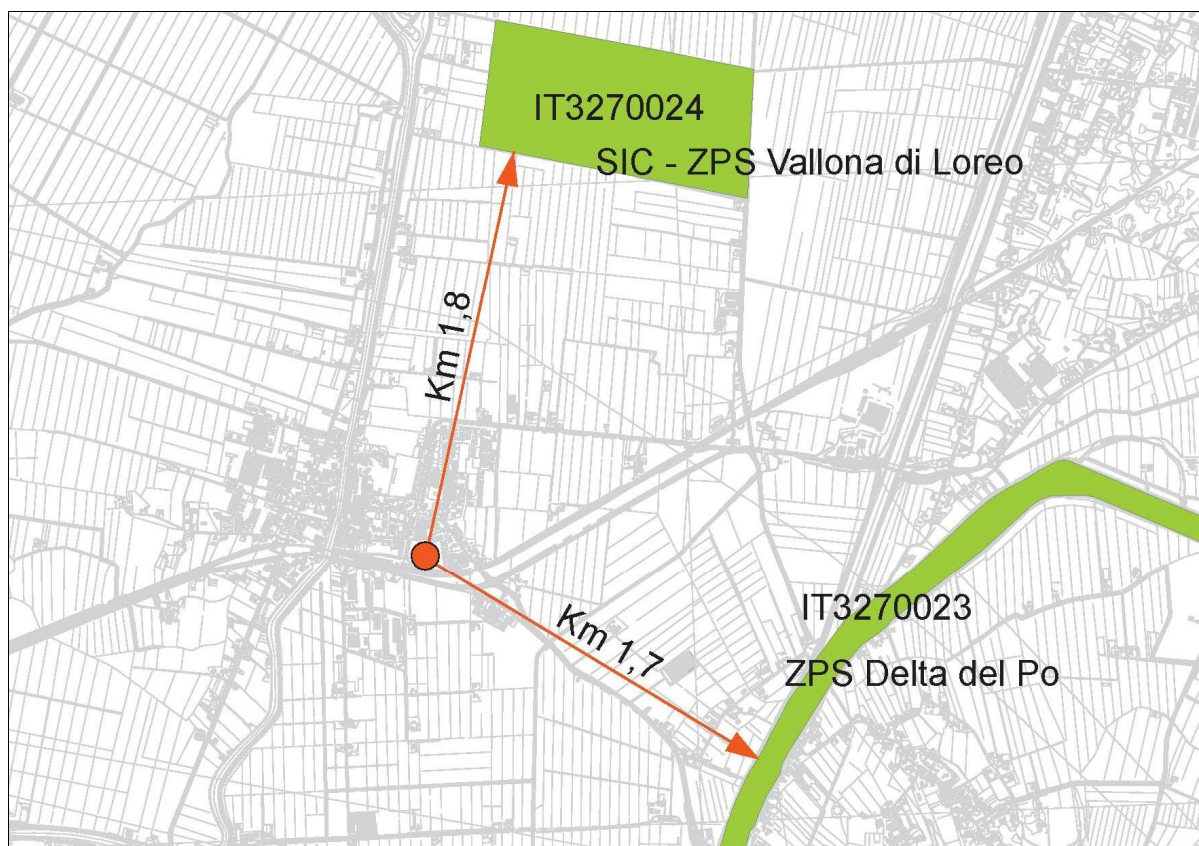 IT3270024
SIC - ZPS Vallona di Loreo
Km 1,8
Km 1,7
IT3270023
ZPS Delta del Po